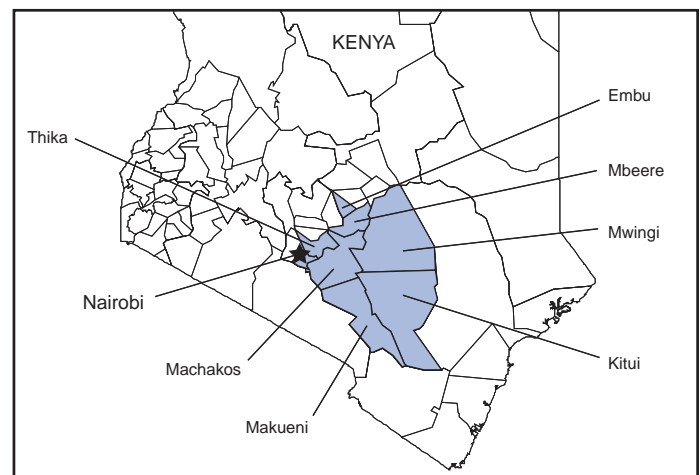 KENYA
Embu
Thika
Mbeere
Mwingi
Nairobi
Machakos
Kitui
Makueni